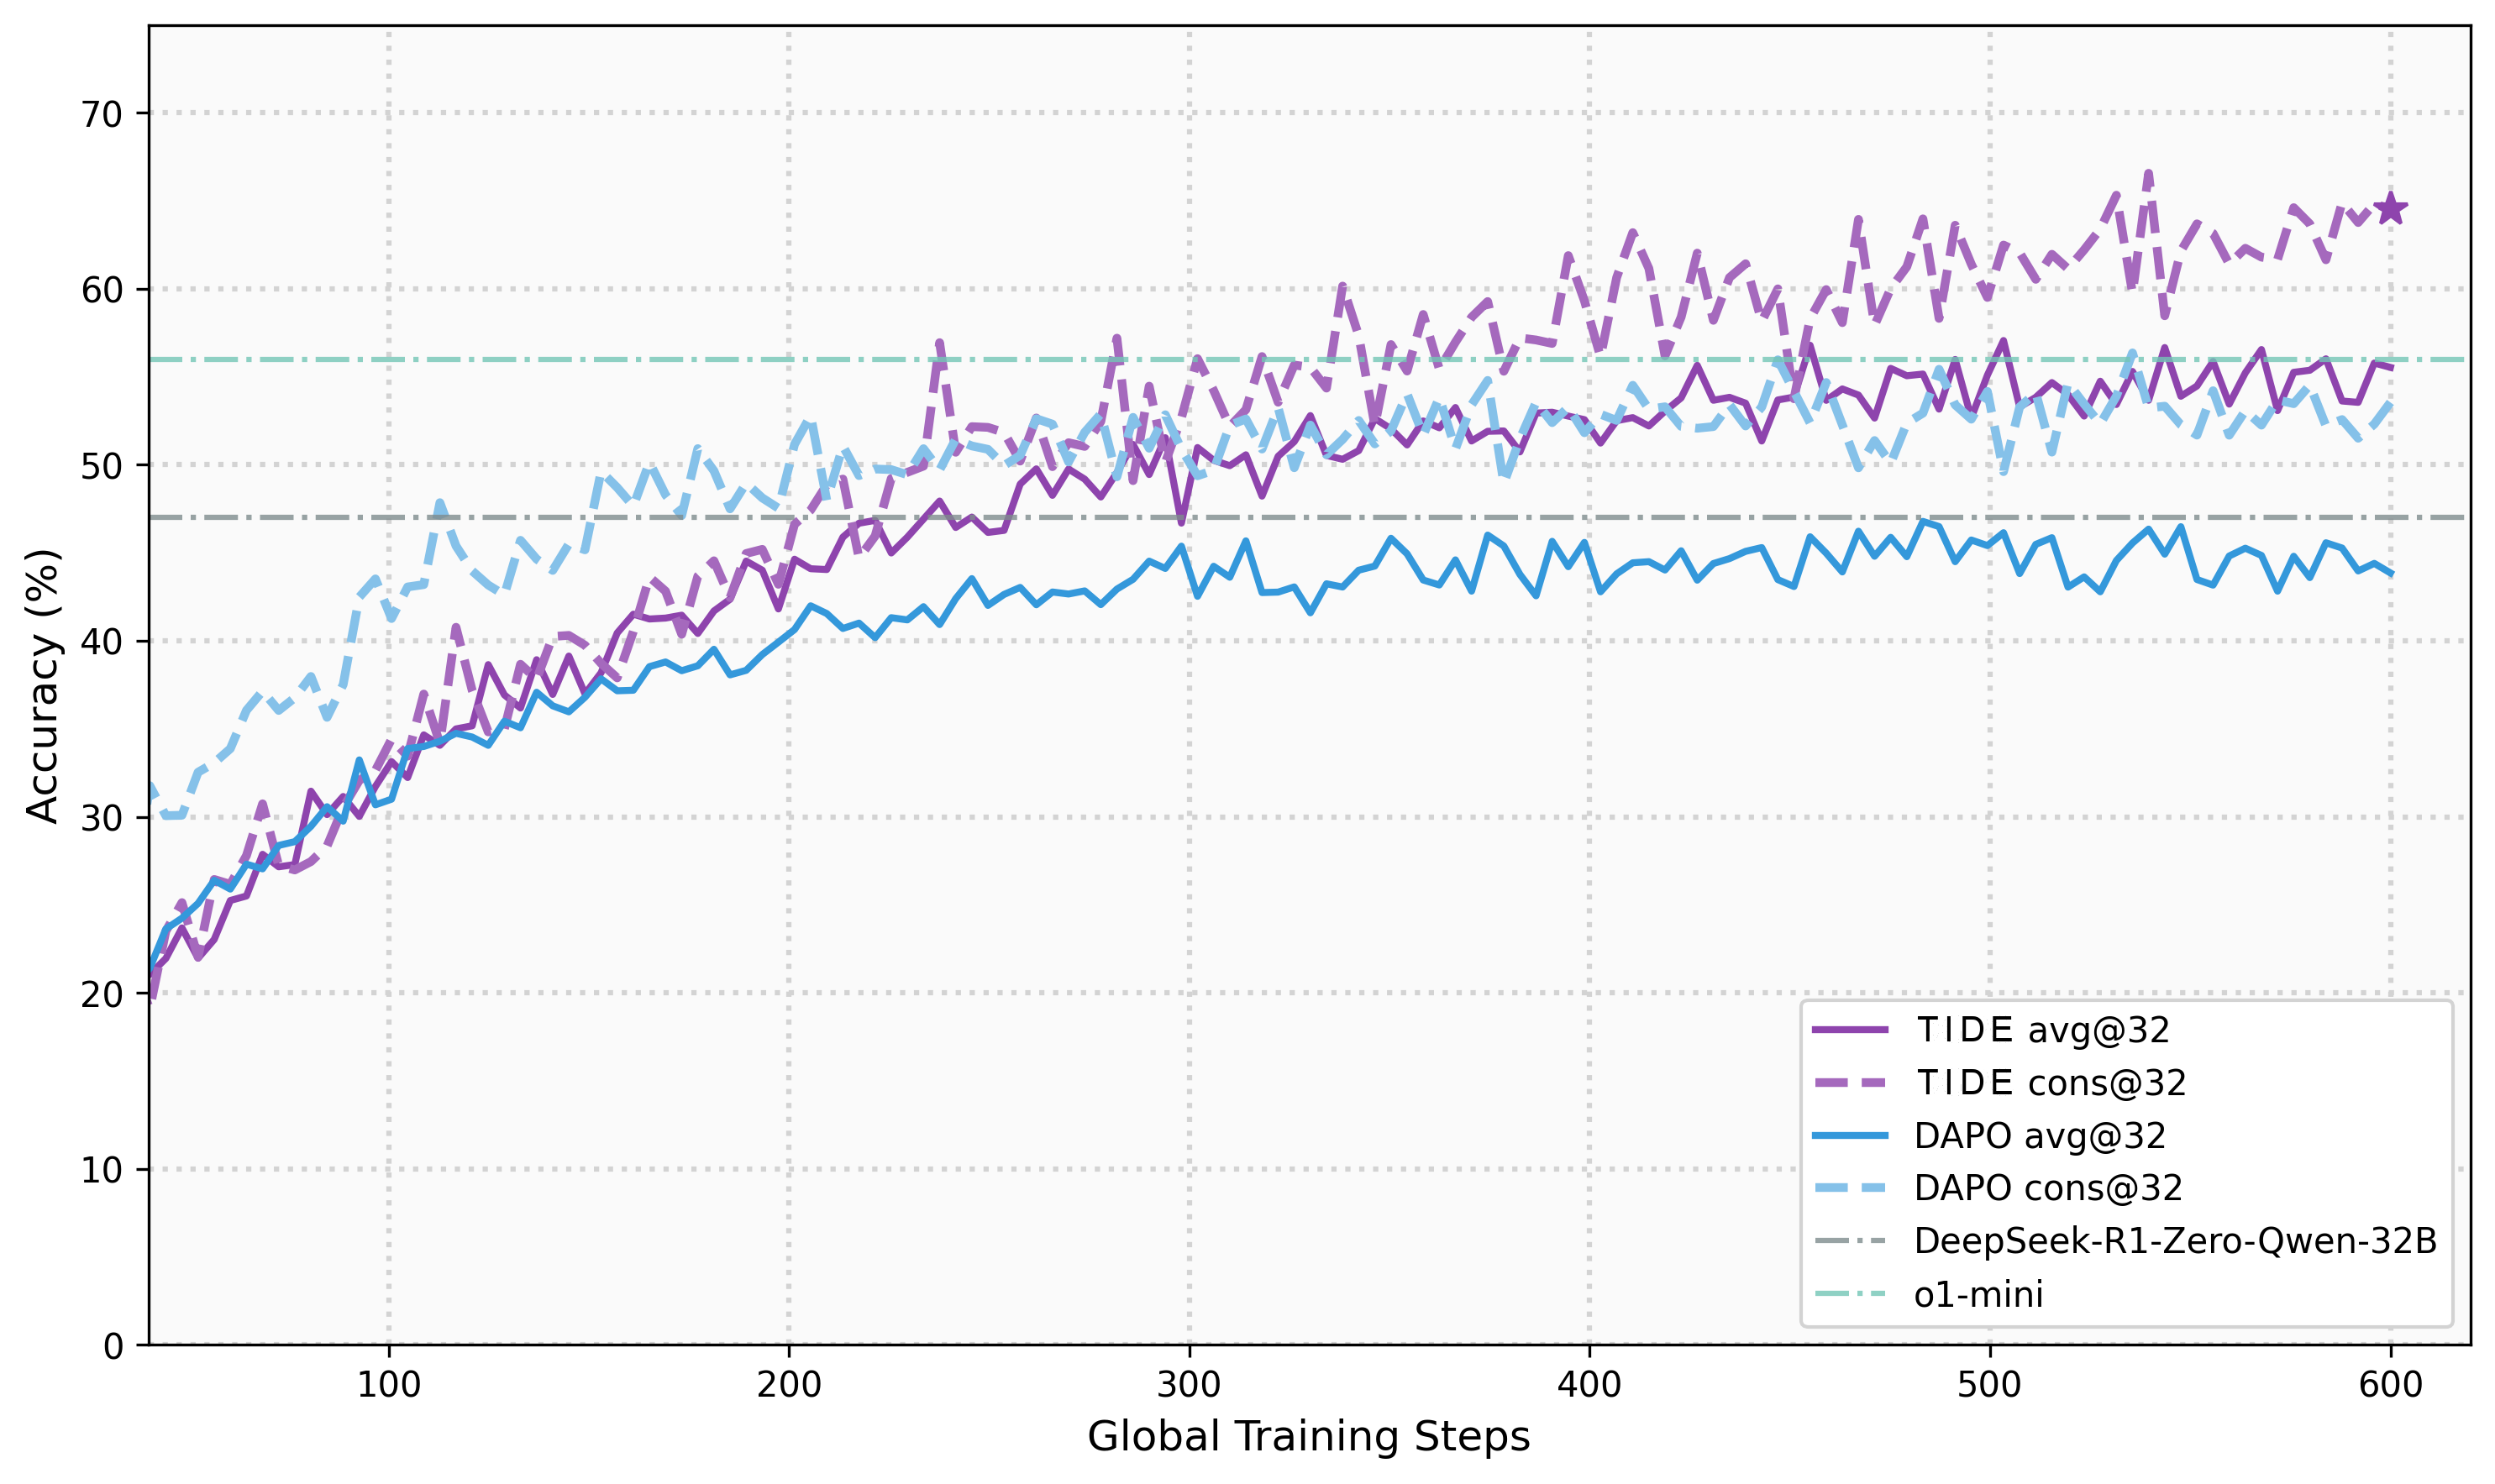 Accuracy (%)
70
60
50
40
30
20
10
0
100 200 300 400 500 600
Global Training Steps
TIDE avg@32
TIDE cons@32
DAPO avg@32
DAPO cons@32
DeepSeek-R1-Zero-Qwen-32B
o1-mini